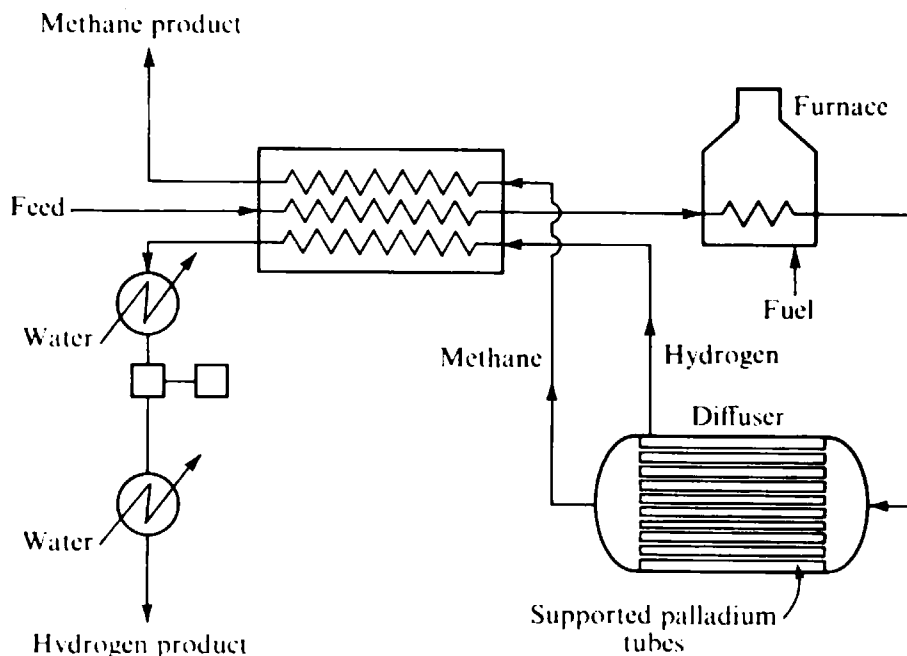 Methane product
Furnace
Feed
Fuel
Water
Methane
Hydrogen
Diffuser
Water
Supported palladium
tubes
Hydrogen product